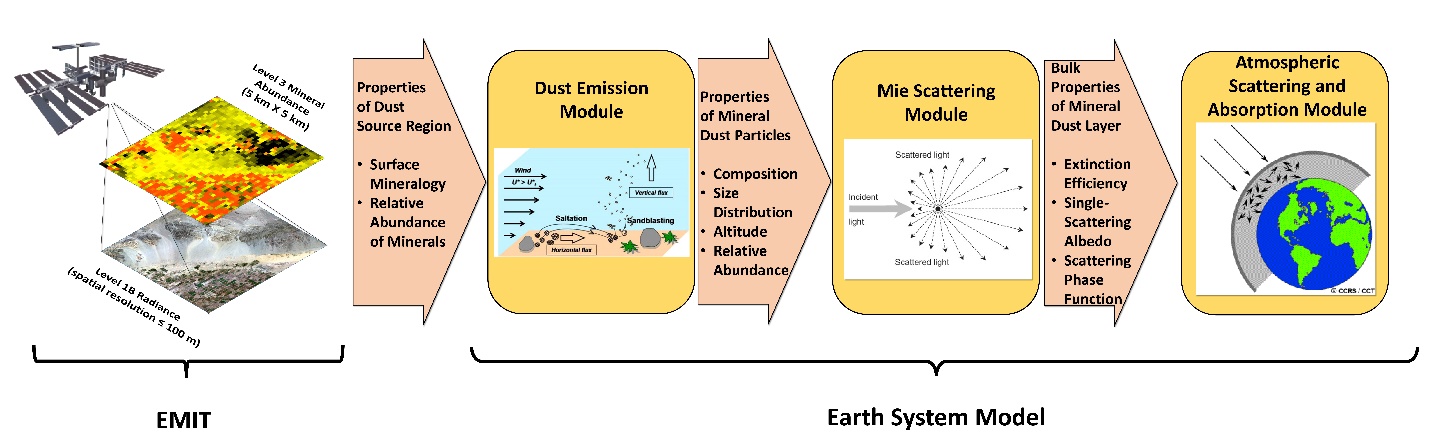 Level 3 Mineral
Abundance
(5 km X 5 km)
Level 1B Radiance
(spatial resolution ≤ 100 m)
EMIT
Properties
of Dust
Source Region
• Surface
Mineralogy
• Relative
Abundance
of Minerals
Dust Emission
Module
Wind
U* > U*t
Vertical flux
Saltation
Sandblasting
Horizontal flux
Properties
of Mineral
Dust Particles
• Composition
• Size
Distribution
• Altitude
• Relative
Abundance
Mie Scattering
Module
Scattered light
Incident
light
Scattered light
Bulk
Properties
of Mineral
Dust Layer
• Extinction
Efficiency
• Single-
Scattering
Albedo
• Scattering
Phase
Function
Atmospheric
Scattering and
Absorption Module
© CCRS / CCT
Earth System Model